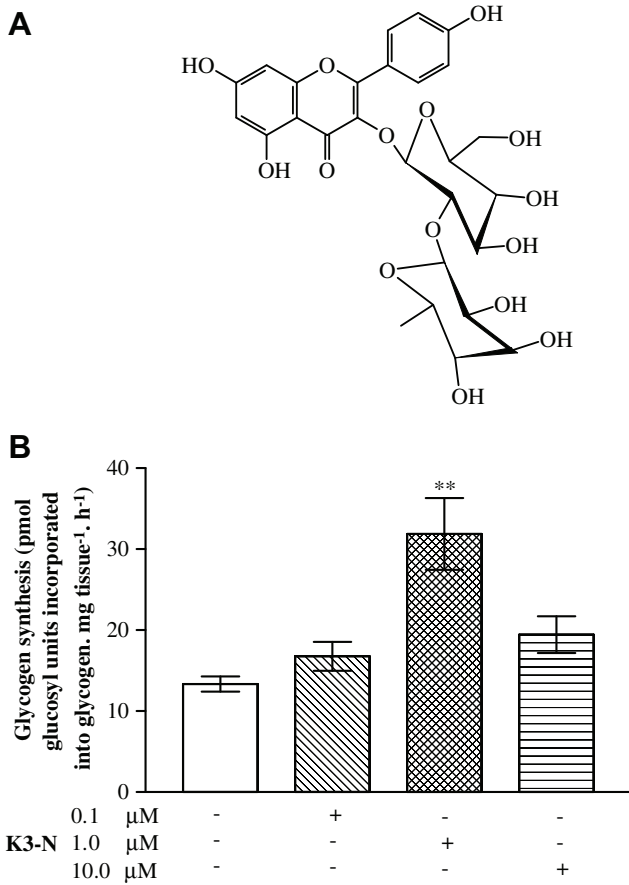 A
OH
HO
O
O
O
OH
OH
O
OH
O
OH
O
OH
OH
OH
B
Glycogen synthesis (pmol
glucosyl units incorporated
into glycogen. mg tissue⁻¹. h⁻¹)
40
30
20
10
0
**
0.1 μM - + - -
K3-N 1.0 μM - - + -
10.0 μM - - - +